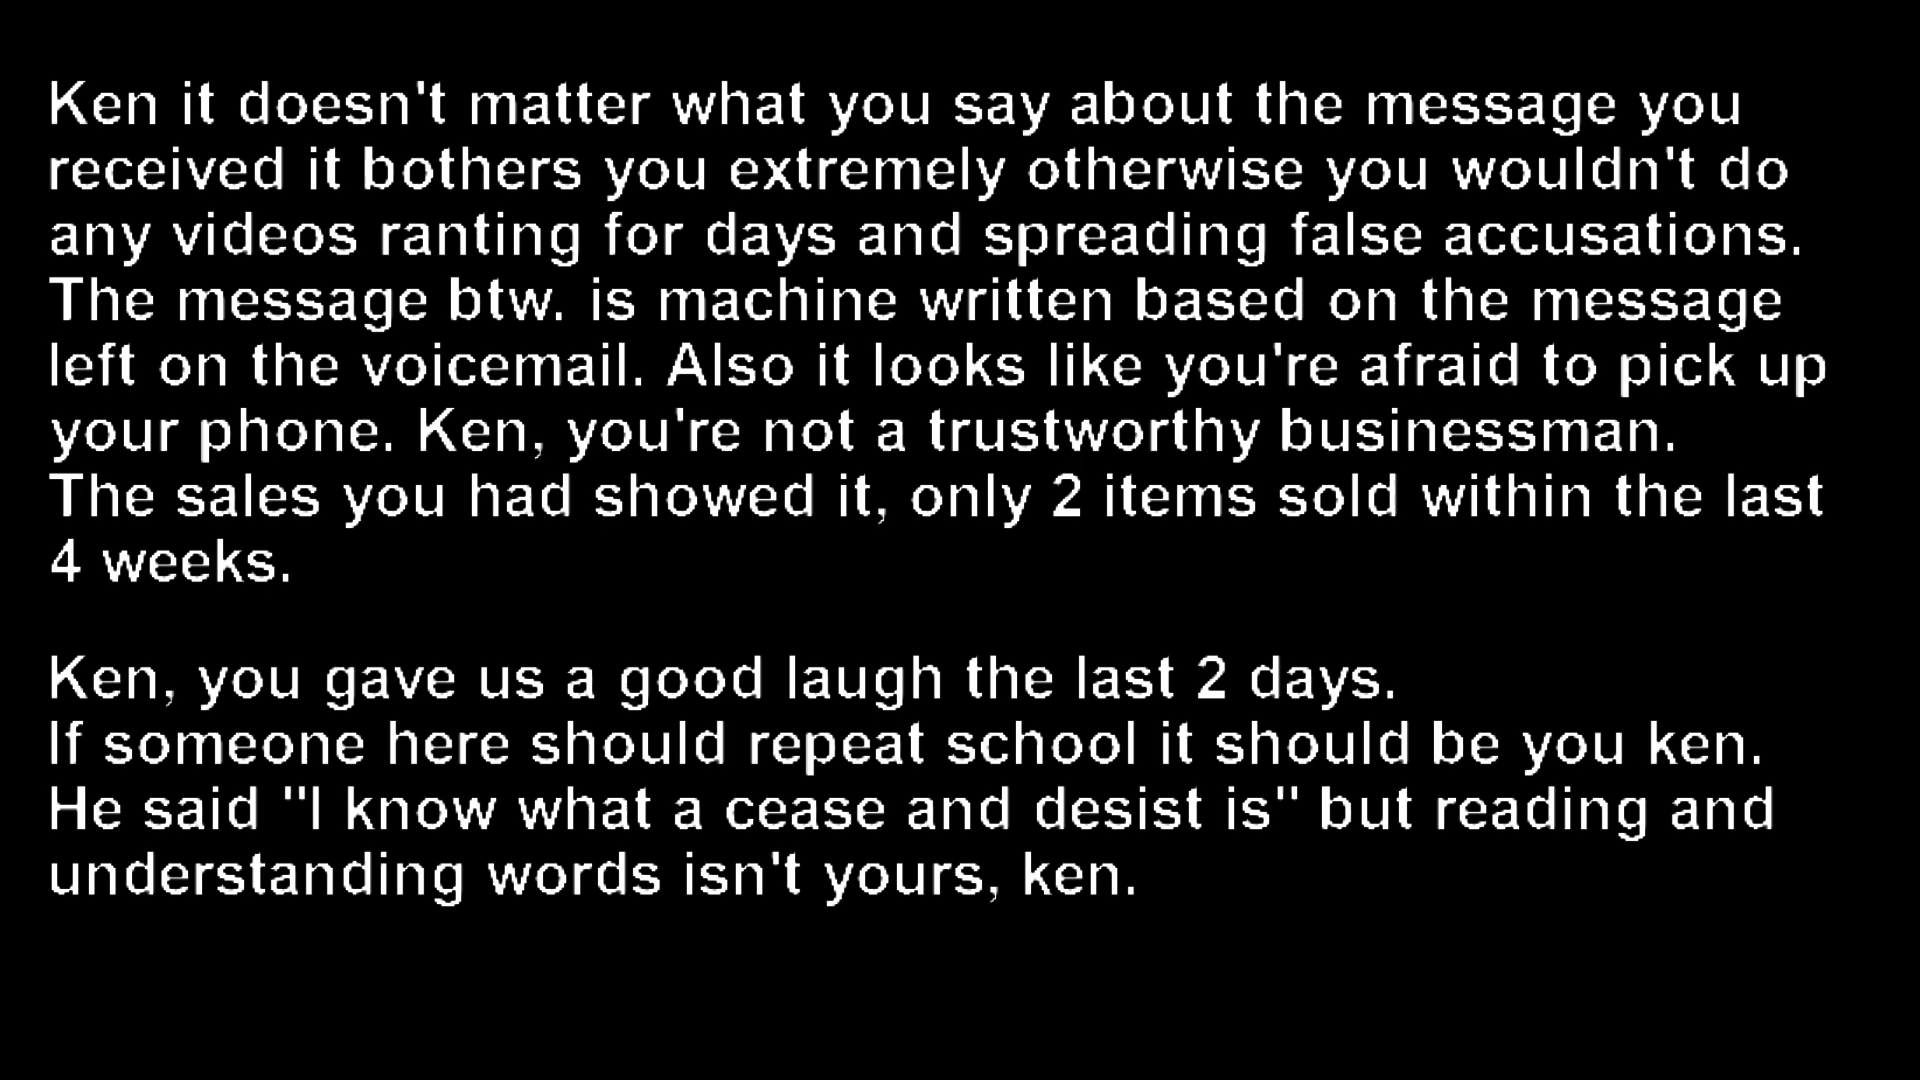 Ken it doesn't matter what you say about the message you
received it bothers you extremely otherwise you wouldn't do
any videos ranting for days and spreading false accusations.
The message btw. is machine written based on the message
left on the voicemail. Also it looks like you're afraid to pick up
your phone. Ken, you're not a trustworthy businessman.
The sales you had showed it, only 2 items sold within the last
4 weeks.
Ken, you gave us a good laugh the last 2 days.
If someone here should repeat school it should be you ken.
He said "I know what a cease and desist is" but reading and
understanding words isn't yours, ken.